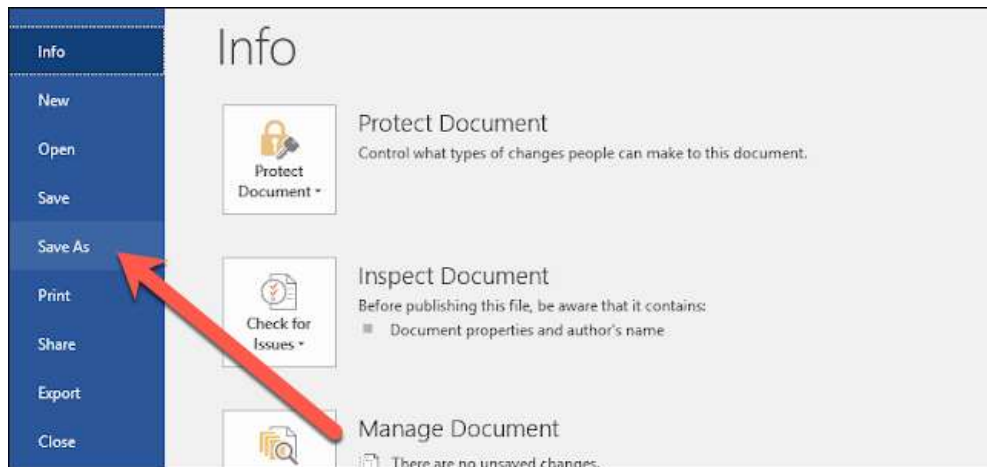 Info
New
Open
Save
Save As
Print
Share
Export
Close
Info
Protect
Document
Protect Document
Control what types of changes people can make to this document.
Check for
Issues
Inspect Document
Before publishing this file, be aware that it contains:
Document properties and author's name
Manage Document
There are no unsaved changes.